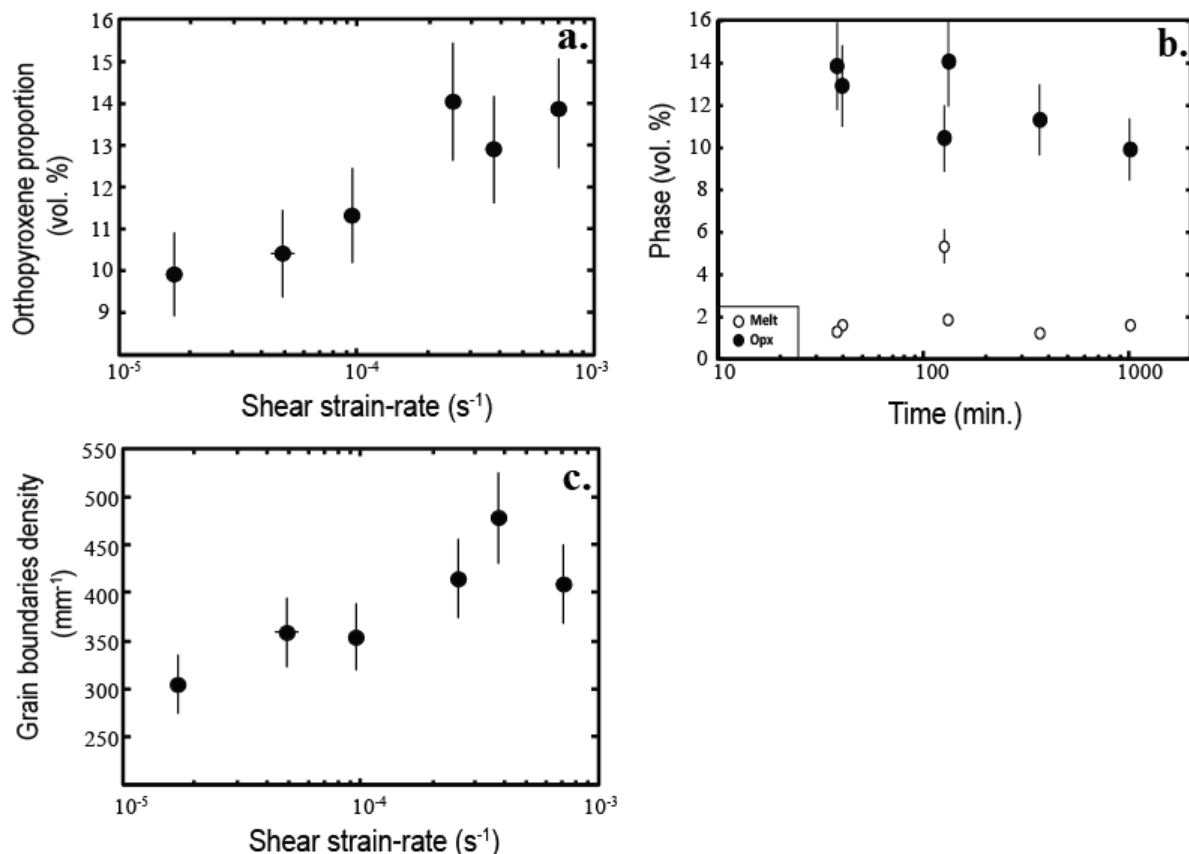 a.
Orthopyroxene proportion
(vol. %)
16
15
14
13
12
11
10
9
10-5
10-4
10-3
Shear strain-rate (s-1)
b.
Phase (vol. %)
16
14
12
10
8
6
4
2
0
Melt
Opx
10
100
1000
Time (min.)
c.
Grain boundaries density
(mm-1)
550
500
450
400
350
300
250
10-5
10-4
10-3
Shear strain-rate (s-1)